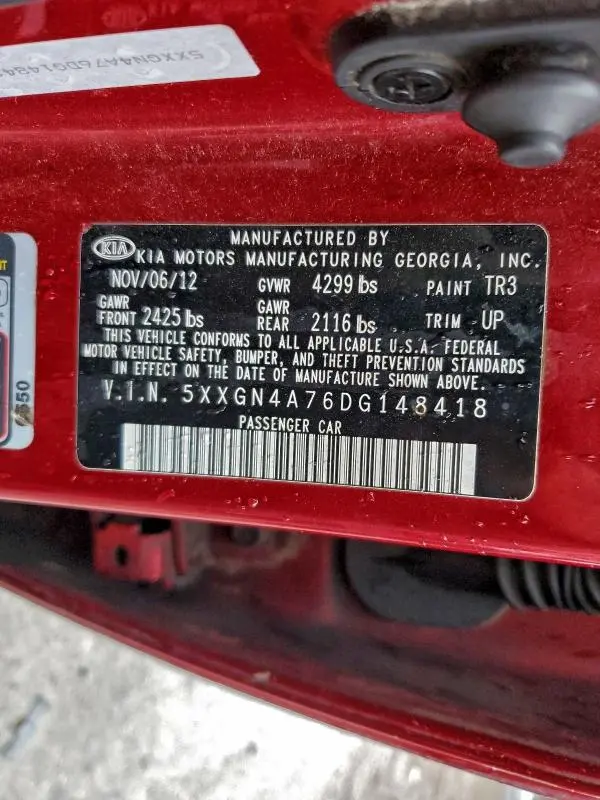 5XXGN4A76DG1484
MANUFACTURED BY
KIA KIA MOTORS MANUFACTURING GEORGIA, INC.
NOV/06/12 GVWR 4299 lbs PAINT TR3
GAWR FRONT 2425 lbs GAWR REAR 2116 lbs TRIM UP
THIS VEHICLE CONFORMS TO ALL APPLICABLE U.S.A. FEDERAL
MOTOR VEHICLE SAFETY, BUMPER, AND THEFT PREVENTION STANDARDS
IN EFFECT ON THE DATE OF MANUFACTURE SHOWN ABOVE.
V.I.N. 5XXGN4A76DG148418
PASSENGER CAR